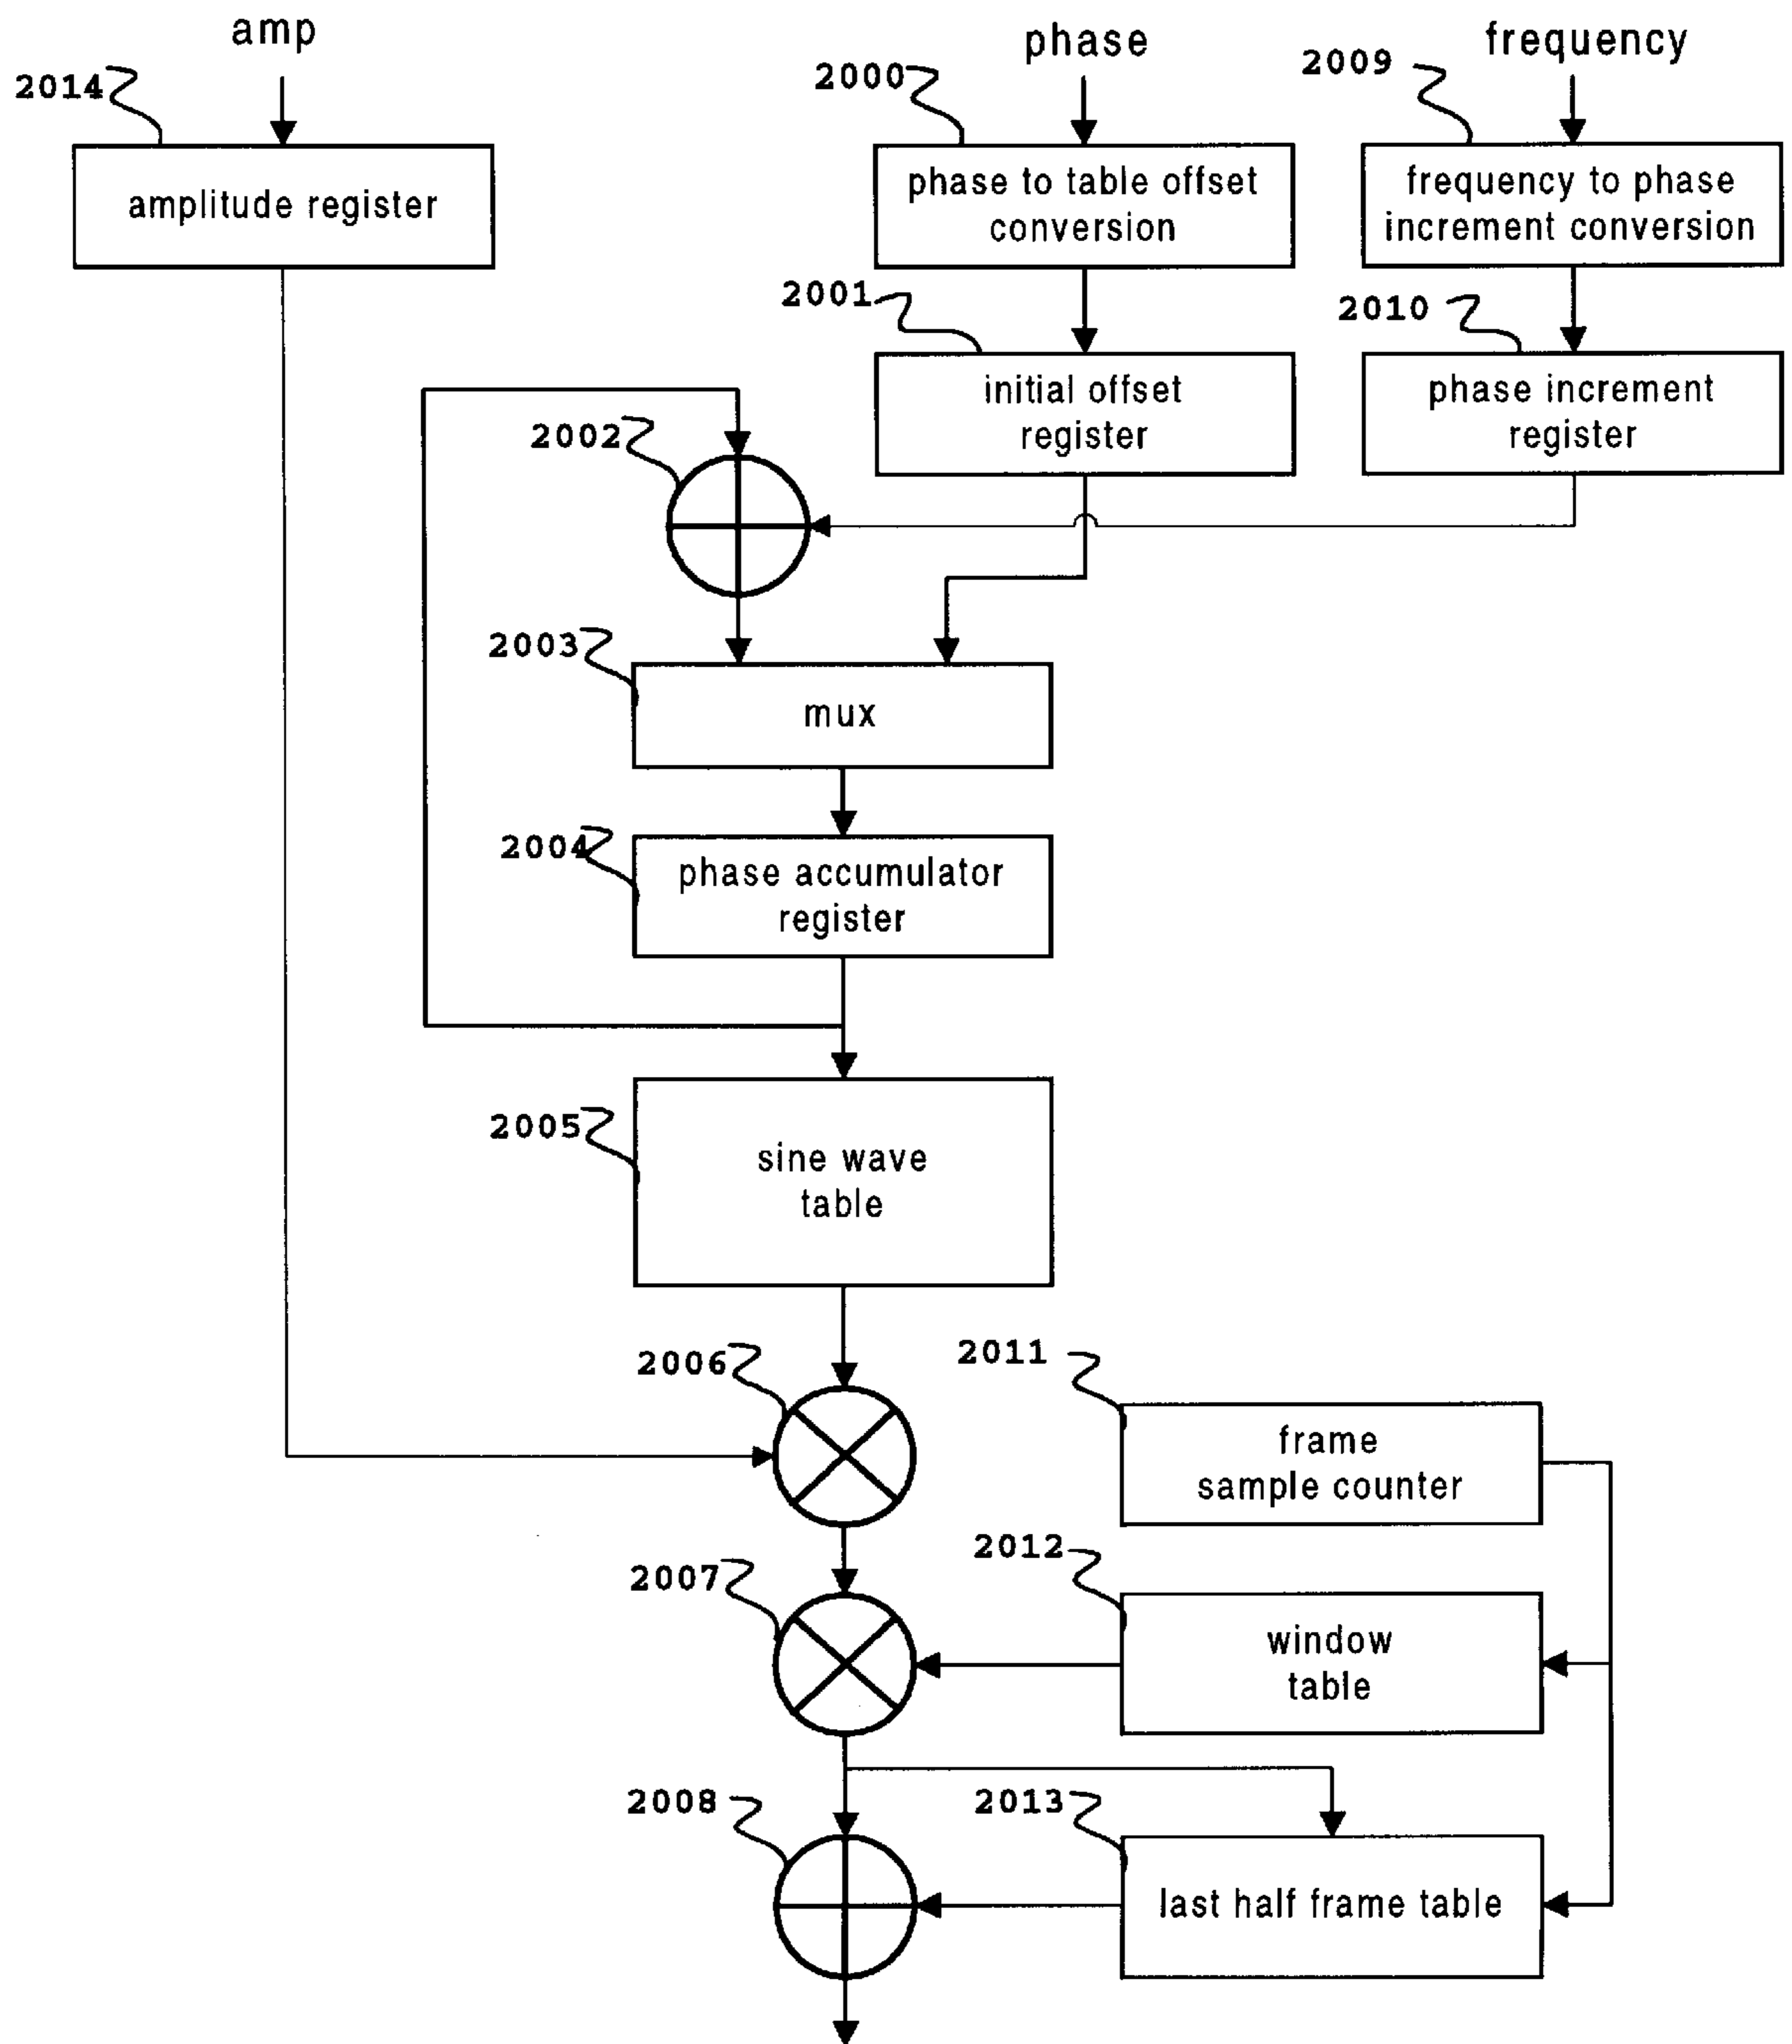 amp
phase
frequency
2014
2000
2009
amplitude register
phase to table offset
conversion
frequency to phase
increment conversion
2001
2010
initial offset
register
phase increment
register
2002
2003
mux
2004
phase accumulator
register
2005
sine wave
table
2006
2011
frame
sample counter
2007
2012
window
table
2008
2013
last half frame table